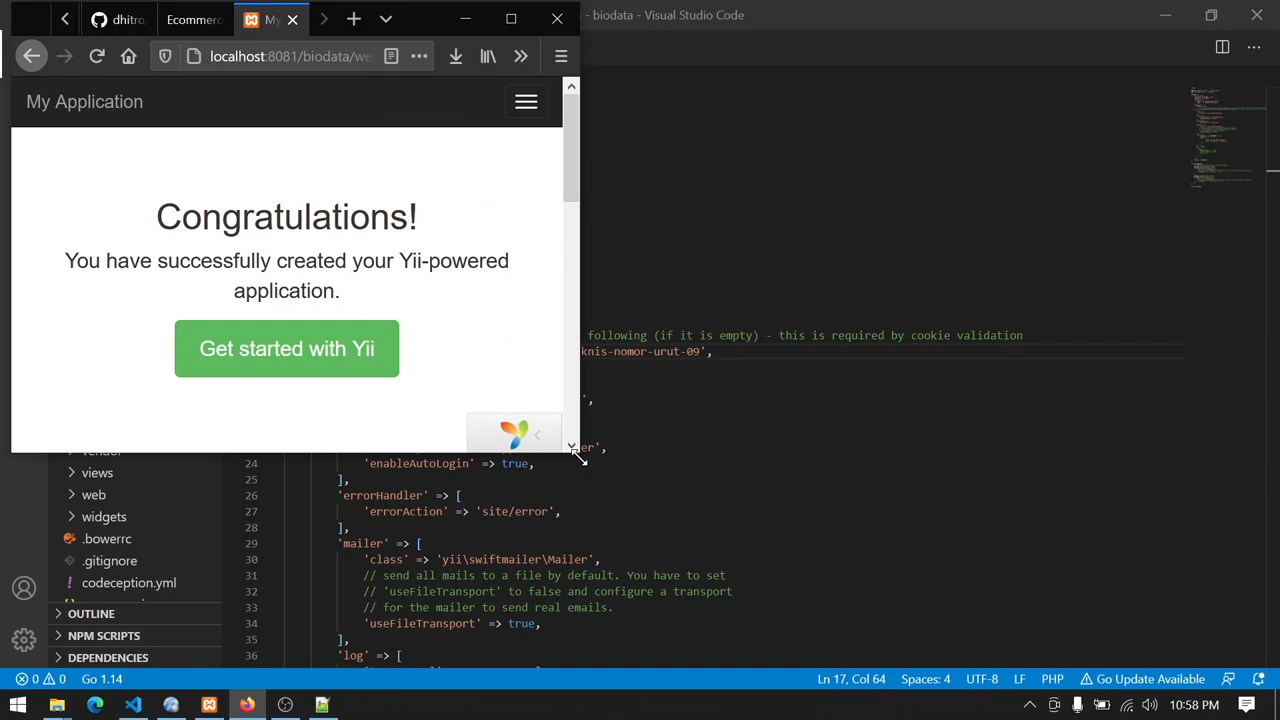 dhitro/
Ecommerc
My
- biodata - Visual Studio Code
localhost:8081/biodata/we
My Application
Congratulations!
You have successfully created your Yii-powered
application.
Get started with Yii
following (if it is empty) - this is required by cookie validation
knis-nomor-urut-09',
',
er',
views
web
widgets
.bowerrc
.gitignore
codeception.yml
OUTLINE
NPM SCRIPTS
DEPENDENCIES
24 'enableAutoLogin' => true,
25 ],
26 'errorHandler' => [
27 'errorAction' => 'site/error',
28 ],
29 'mailer' => [
30 'class' => 'yii\swiftmailer\Mailer',
31 // send all mails to a file by default. You have to set
32 // 'useFileTransport' to false and configure a transport
33 // for the mailer to send real emails.
34 'useFileTransport' => true,
35 ],
36 'log' => [
0 0 Go 1.14
Ln 17, Col 64 Spaces: 4 UTF-8 LF PHP Go Update Available
10:58 PM